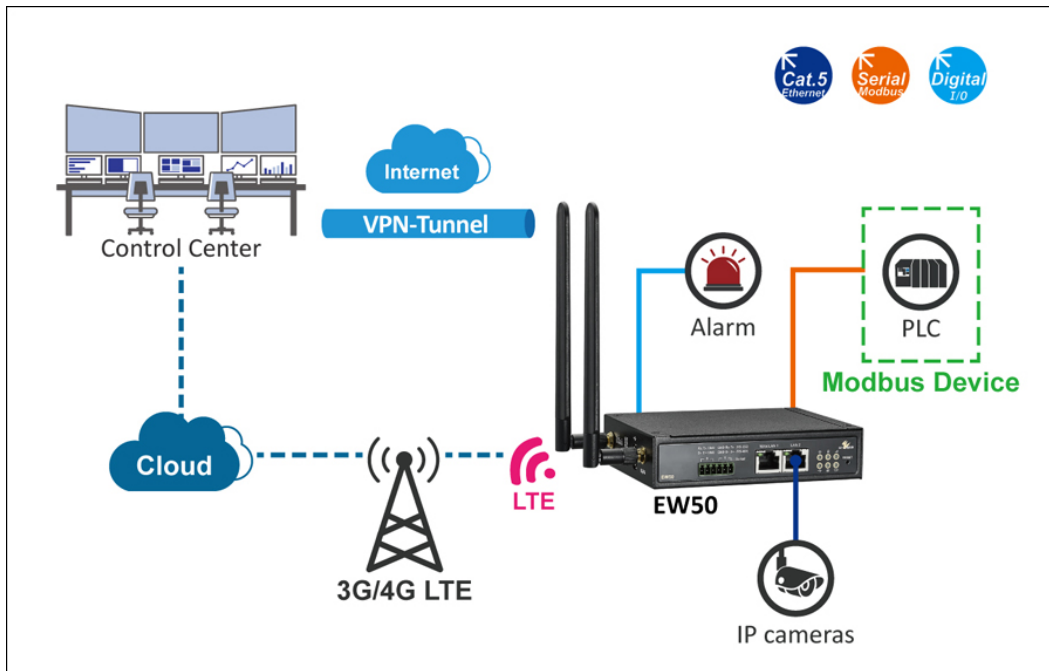 Cat.5
Ethernet
Serial
Modbus
Digital
I/O
Internet
VPN-Tunnel
Control Center
Alarm
PLC
Modbus Device
Cloud
LTE
EW50
EW50
3G/4G LTE
IP cameras